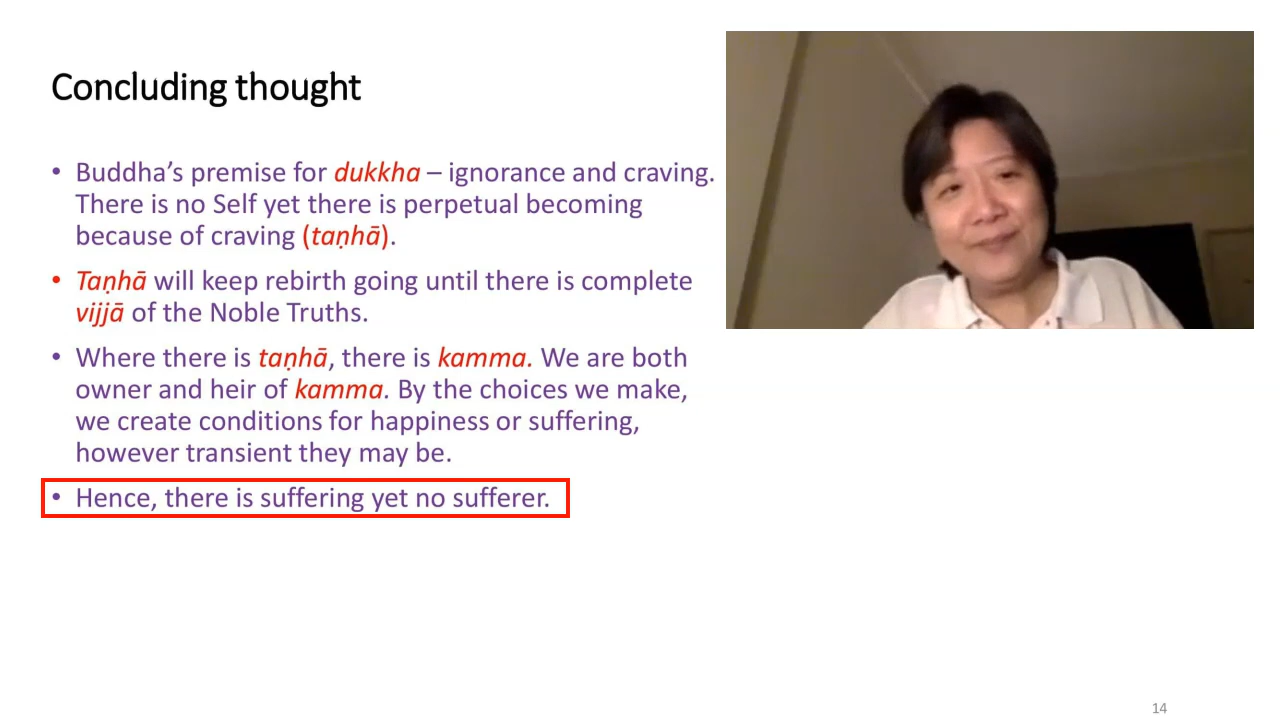 Concluding thought
• Buddha’s premise for dukkha – ignorance and craving.
There is no Self yet there is perpetual becoming
because of craving (taṇhā).
• Taṇhā will keep rebirth going until there is complete
vijjā of the Noble Truths.
• Where there is taṇhā, there is kamma. We are both
owner and heir of kamma. By the choices we make,
we create conditions for happiness or suffering,
however transient they may be.
• Hence, there is suffering yet no sufferer.
14